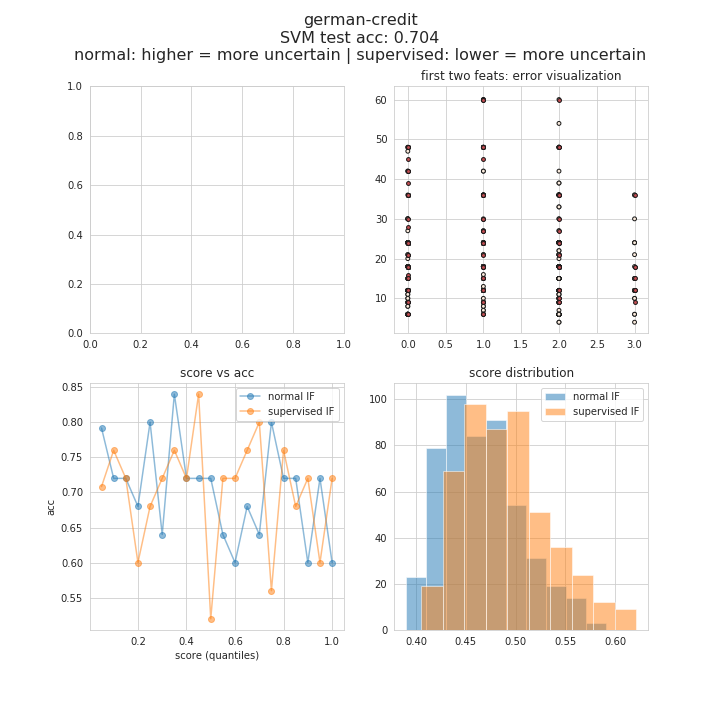 german-credit
SVM test acc: 0.704
normal: higher = more uncertain | supervised: lower = more uncertain
1.0
0.8
0.6
0.4
0.2
0.0
0.0 0.2 0.4 0.6 0.8 1.0
first two feats: error visualization
60
50
40
30
20
10
0.0 0.5 1.0 1.5 2.0 2.5 3.0
score vs acc
normal IF
supervised IF
0.85
0.80
0.75
0.70
0.65
0.60
0.55
acc
0.2 0.4 0.6 0.8 1.0
score (quantiles)
score distribution
normal IF
supervised IF
100
80
60
40
20
0
0.40 0.45 0.50 0.55 0.60